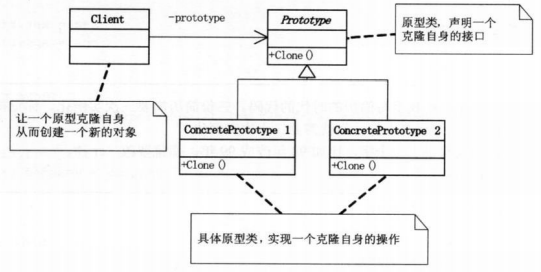 Client
-prototype
Prototype
+Clone()
原型类，声明一个
克隆自身的接口
让一个原型克隆自身
从而创建一个新的对象
ConcretePrototype 1
+Clone()
ConcretePrototype 2
+Clone()
具体原型类，实现一个克隆自身的操作